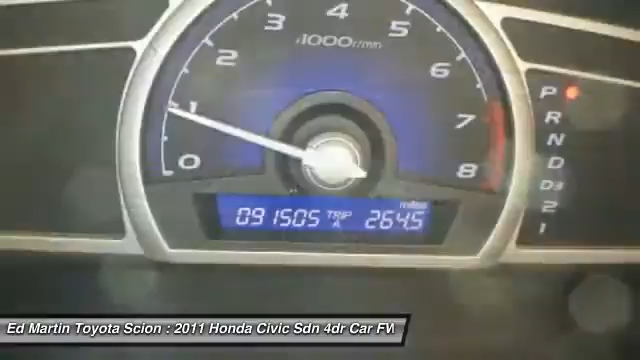 3 4 5
x1000r/min
2 6
1 7
0 8
P
R
N
D
D3
2
1
miles
091505 TRIP A 264.5
Ed Martin Toyota Scion : 2011 Honda Civic Sdn 4dr Car FW